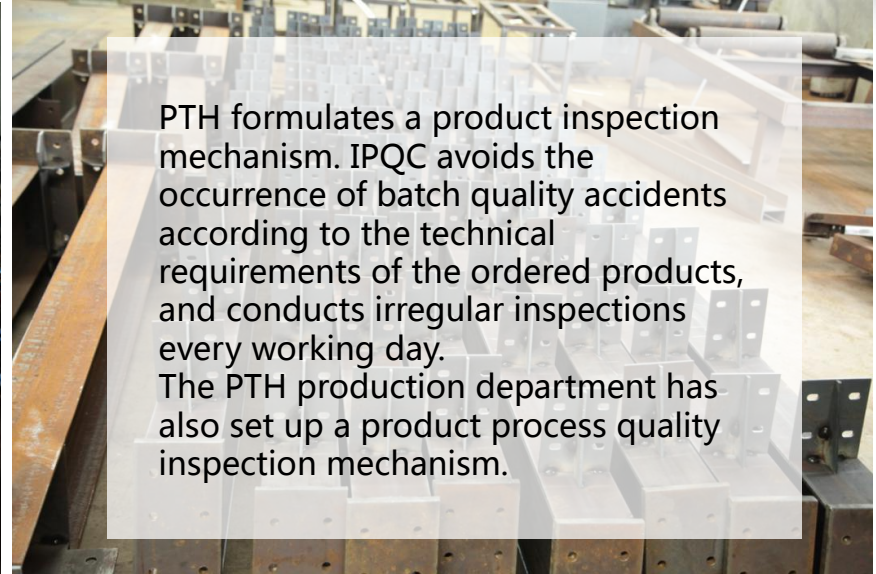 PTH formulates a product inspection
mechanism. IPQC avoids the
occurrence of batch quality accidents
according to the technical
requirements of the ordered products,
and conducts irregular inspections
every working day.
The PTH production department has
also set up a product process quality
inspection mechanism.